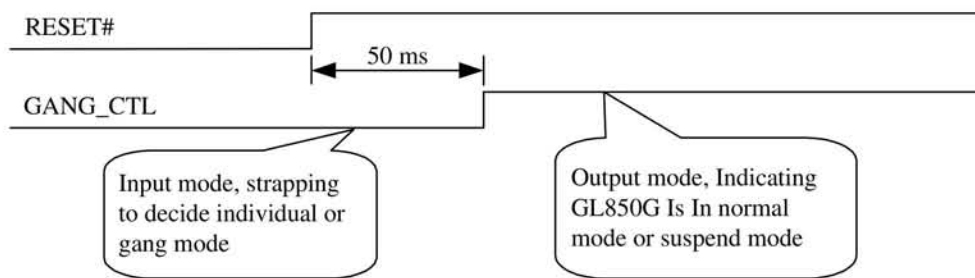 RESET#
50 ms
GANG_CTL
Input mode, strapping
to decide individual or
gang mode
Output mode, Indicating
GL850G Is In normal
mode or suspend mode